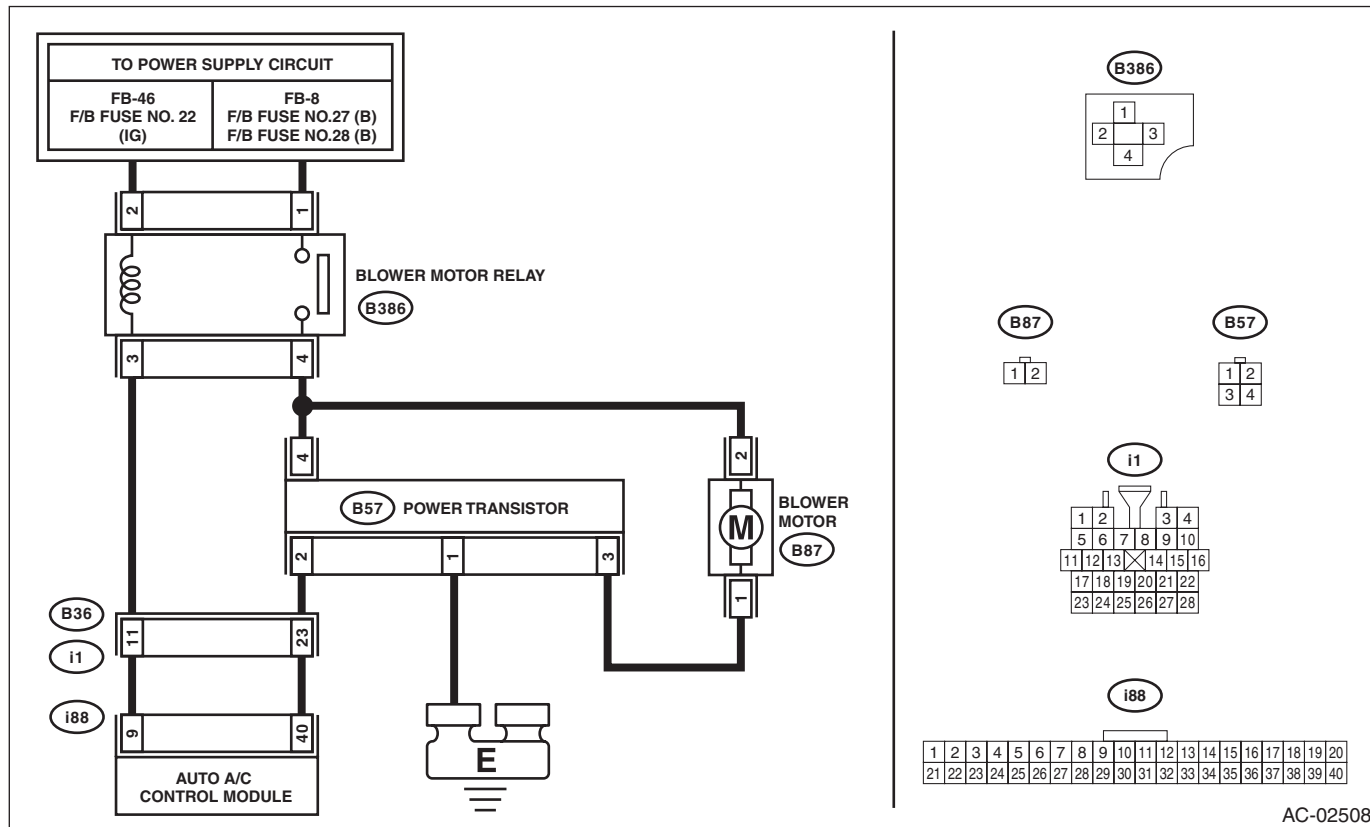 TO POWER SUPPLY CIRCUIT
FB-46
F/B FUSE NO. 22
(IG)
FB-8
F/B FUSE NO.27 (B)
F/B FUSE NO.28 (B)
2
1
BLOWER MOTOR RELAY
B386
3
4
4
2
B57 POWER TRANSISTOR
M
BLOWER
MOTOR
B87
2
1
3
1
B36
i1
11
23
i88
9
40
AUTO A/C
CONTROL MODULE
E
B386
1
2 3
4
B87
1 2
B57
1 2
3 4
i1
1 2 3 4
5 6 7 8 9 10
11 12 13 14 15 16
17 18 19 20 21 22
23 24 25 26 27 28
i88
1 2 3 4 5 6 7 8 9 10 11 12 13 14 15 16 17 18 19 20
21 22 23 24 25 26 27 28 29 30 31 32 33 34 35 36 37 38 39 40
AC-02508